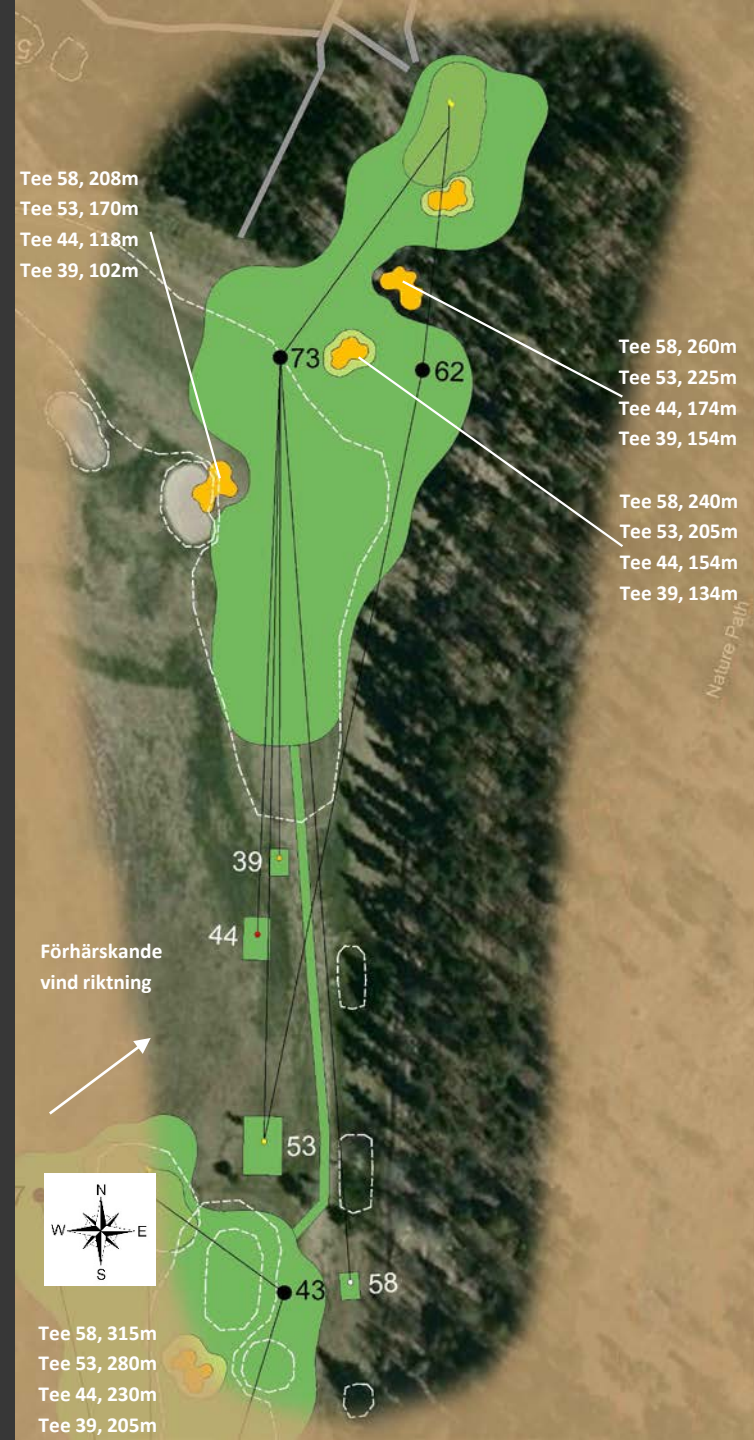 5
Tee 58, 208m
Tee 53, 170m
Tee 44, 118m
Tee 39, 102m
73
62
Tee 58, 260m
Tee 53, 225m
Tee 44, 174m
Tee 39, 154m
Tee 58, 240m
Tee 53, 205m
Tee 44, 154m
Tee 39, 134m
Nature Path
39
44
Förhärskande
vind riktning
53
7
N
W E
S
58
43
Tee 58, 315m
Tee 53, 280m
Tee 44, 230m
Tee 39, 205m